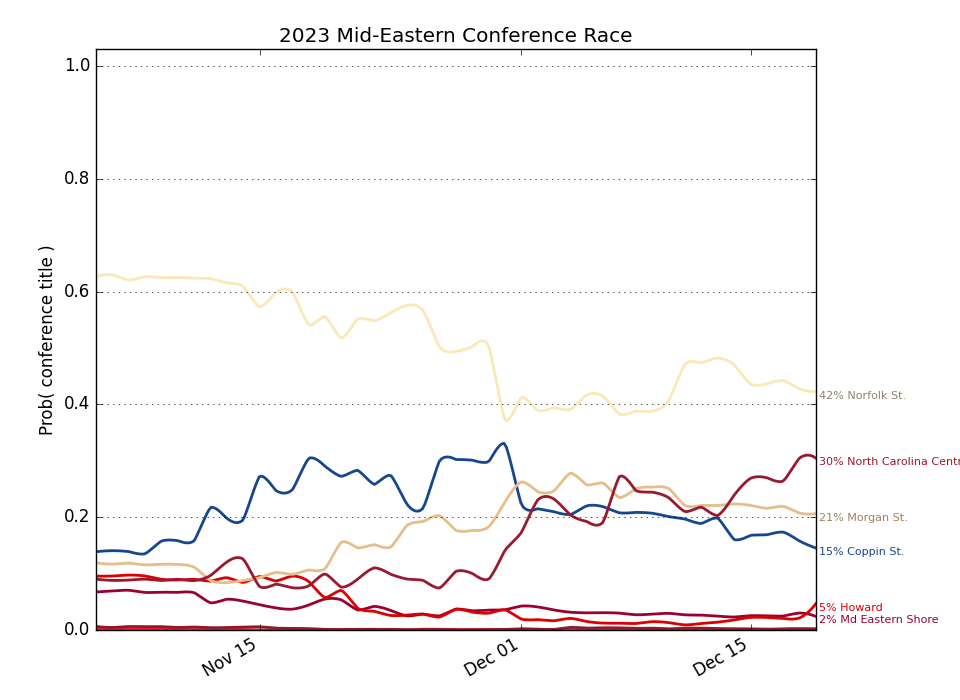 2023 Mid-Eastern Conference Race
1.0
0.8
0.6
0.4
0.2
0.0
Prob( conference title )
42% Norfolk St.
30% North Carolina Centr
21% Morgan St.
15% Coppin St.
5% Howard
2% Md Eastern Shore
Nov 15
Dec 01
Dec 15